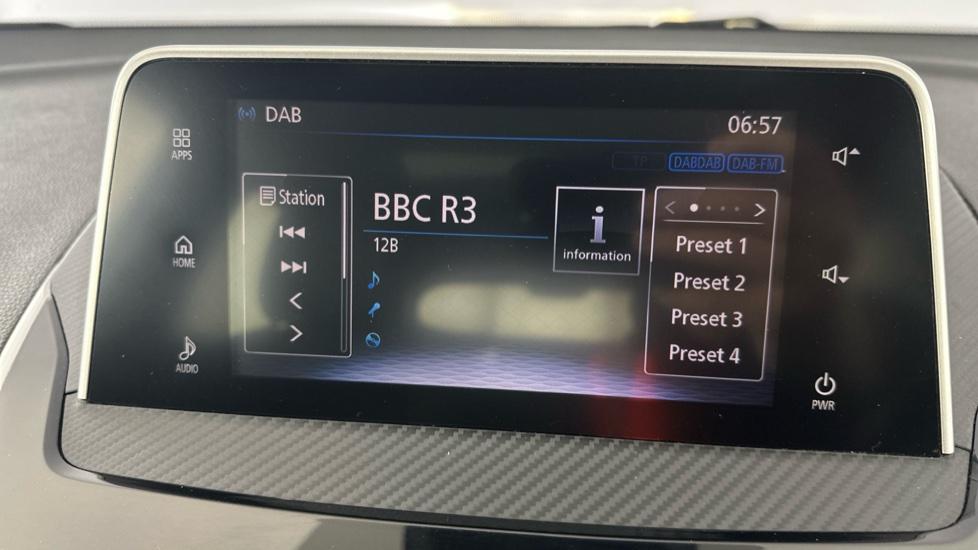 DAB
06:57
APPS
TP DABDAB DAB-FM
Station
BBC R3
12B
information
Preset 1
Preset 2
Preset 3
Preset 4
HOME
AUDIO
PWR